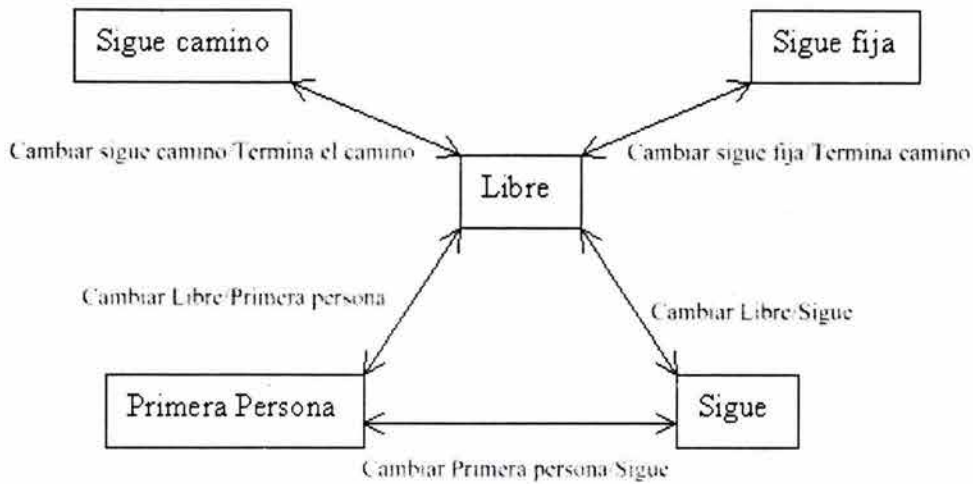 Sigue camino
Sigue fija
Cambiar sigue camino/Termina el camino
Cambiar sigue fija/Termina camino
Libre
Cambiar Libre/Primera persona
Cambiar Libre/Sigue
Primera Persona
Sigue
Cambiar Primera persona/Sigue